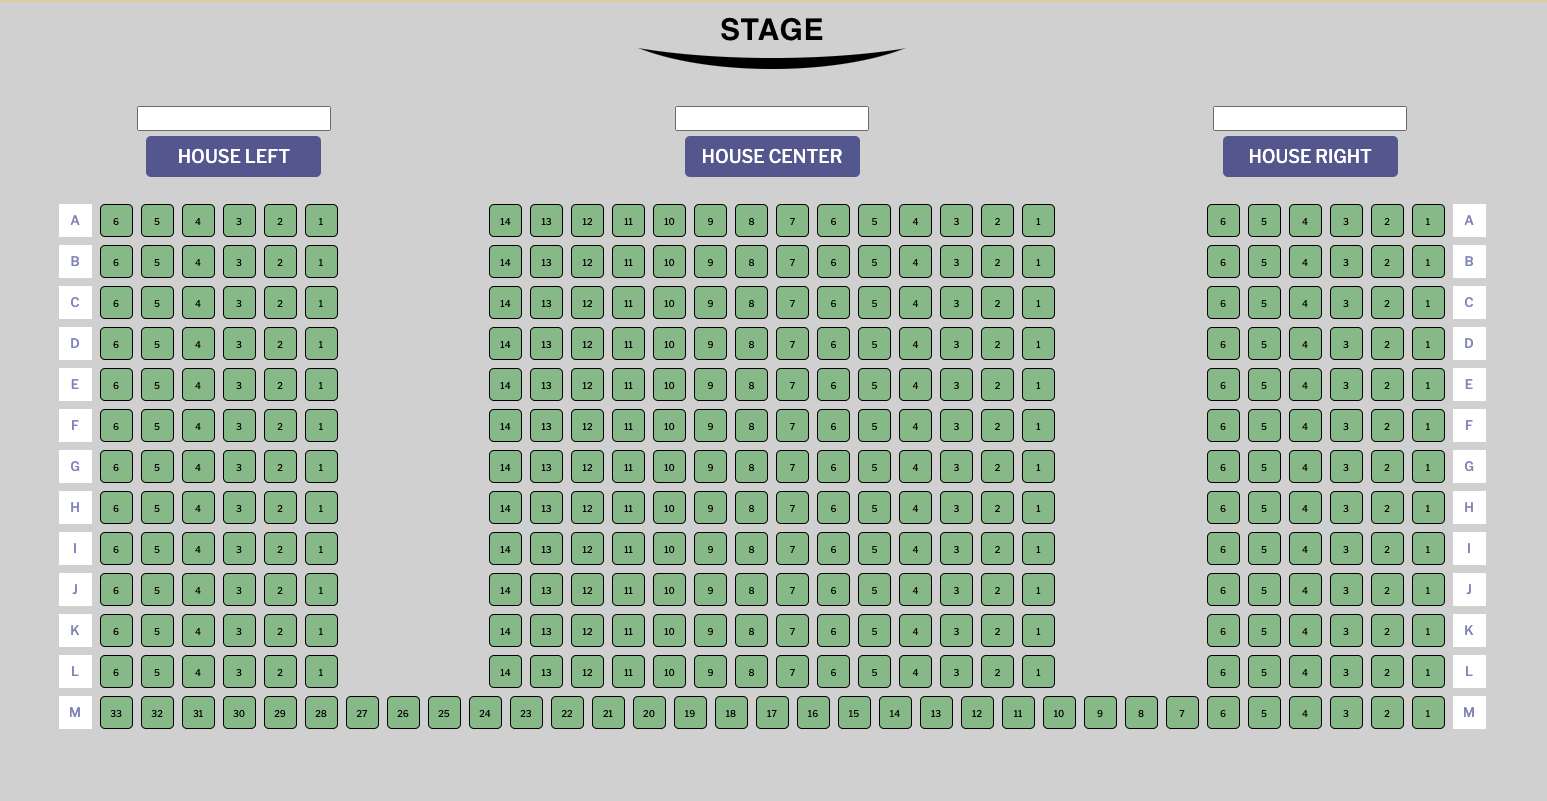 STAGE
HOUSE LEFT HOUSE CENTER HOUSE RIGHT
A 6 5 4 3 2 1 14 13 12 11 10 9 8 7 6 5 4 3 2 1 6 5 4 3 2 1 A
B 6 5 4 3 2 1 14 13 12 11 10 9 8 7 6 5 4 3 2 1 6 5 4 3 2 1 B
C 6 5 4 3 2 1 14 13 12 11 10 9 8 7 6 5 4 3 2 1 6 5 4 3 2 1 C
D 6 5 4 3 2 1 14 13 12 11 10 9 8 7 6 5 4 3 2 1 6 5 4 3 2 1 D
E 6 5 4 3 2 1 14 13 12 11 10 9 8 7 6 5 4 3 2 1 6 5 4 3 2 1 E
F 6 5 4 3 2 1 14 13 12 11 10 9 8 7 6 5 4 3 2 1 6 5 4 3 2 1 F
G 6 5 4 3 2 1 14 13 12 11 10 9 8 7 6 5 4 3 2 1 6 5 4 3 2 1 G
H 6 5 4 3 2 1 14 13 12 11 10 9 8 7 6 5 4 3 2 1 6 5 4 3 2 1 H
I 6 5 4 3 2 1 14 13 12 11 10 9 8 7 6 5 4 3 2 1 6 5 4 3 2 1 I
J 6 5 4 3 2 1 14 13 12 11 10 9 8 7 6 5 4 3 2 1 6 5 4 3 2 1 J
K 6 5 4 3 2 1 14 13 12 11 10 9 8 7 6 5 4 3 2 1 6 5 4 3 2 1 K
L 6 5 4 3 2 1 14 13 12 11 10 9 8 7 6 5 4 3 2 1 6 5 4 3 2 1 L
M 33 32 31 30 29 28 27 26 25 24 23 22 21 20 19 18 17 16 15 14 13 12 11 10 9 8 7 6 5 4 3 2 1 M